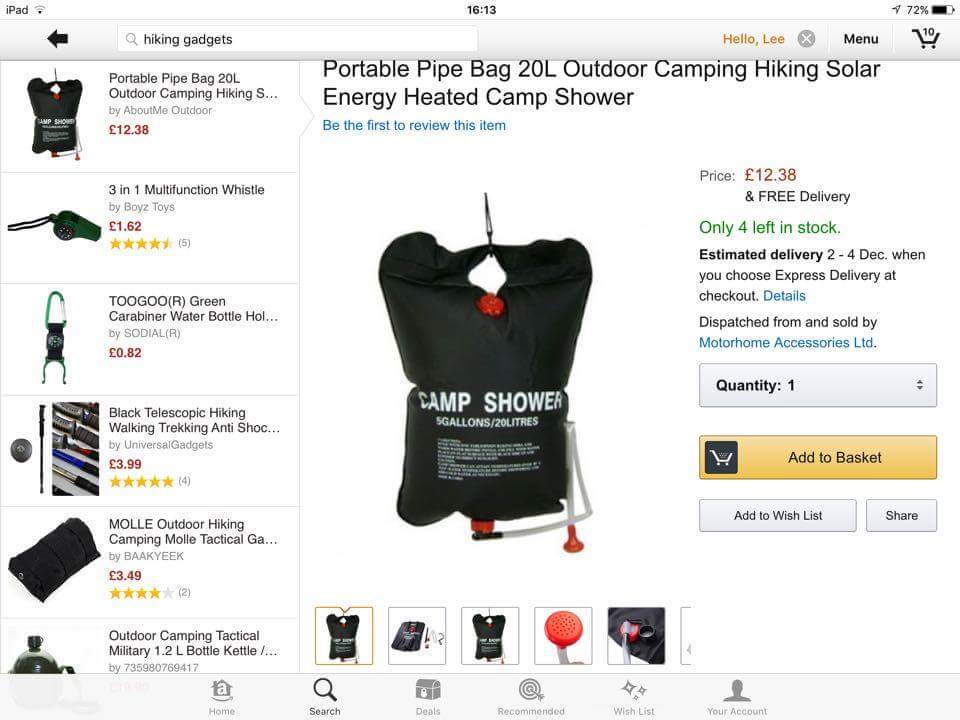 iPad
16:13
72%
hiking gadgets
Hello, Lee
Menu
10
Portable Pipe Bag 20L
Outdoor Camping Hiking S...
by AboutMe Outdoor
£12.38
3 in 1 Multifunction Whistle
by Boyz Toys
£1.62
(5)
TOOGOO(R) Green
Carabiner Water Bottle Hol...
by SODIAL(R)
£0.82
Black Telescopic Hiking
Walking Trekking Anti Shoc...
by UniversalGadgets
£3.99
(4)
MOLLE Outdoor Hiking
Camping Molle Tactical Ga...
by BAAKYEEK
£3.49
(2)
Outdoor Camping Tactical
Military 1.2 L Bottle Kettle /...
by 735980769417
Portable Pipe Bag 20L Outdoor Camping Hiking Solar
Energy Heated Camp Shower
Be the first to review this item
CAMP SHOWER
5GALLONS/20LITRES
Price: £12.38
& FREE Delivery
Only 4 left in stock.
Estimated delivery 2 - 4 Dec. when
you choose Express Delivery at
checkout. Details
Dispatched from and sold by
Motorhome Accessories Ltd.
Quantity: 1
Add to Basket
Add to Wish List
Share
Home
Search
Deals
Recommended
Wish List
Your Account